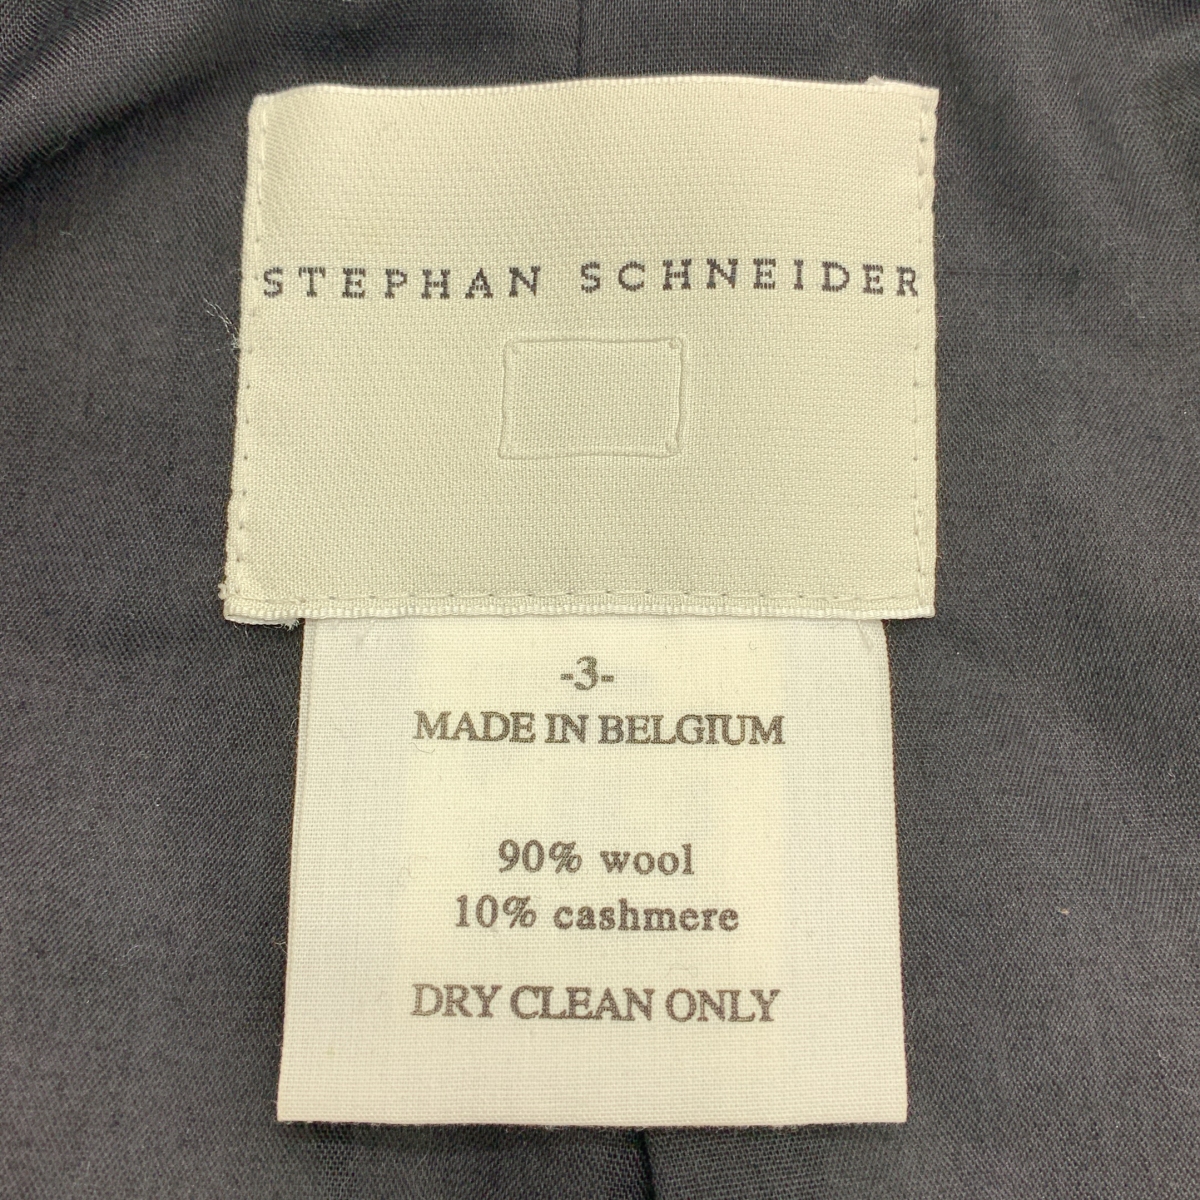 STEPHAN SCHNEIDER
-3-
MADE IN BELGIUM
90% wool
10% cashmere
DRY CLEAN ONLY